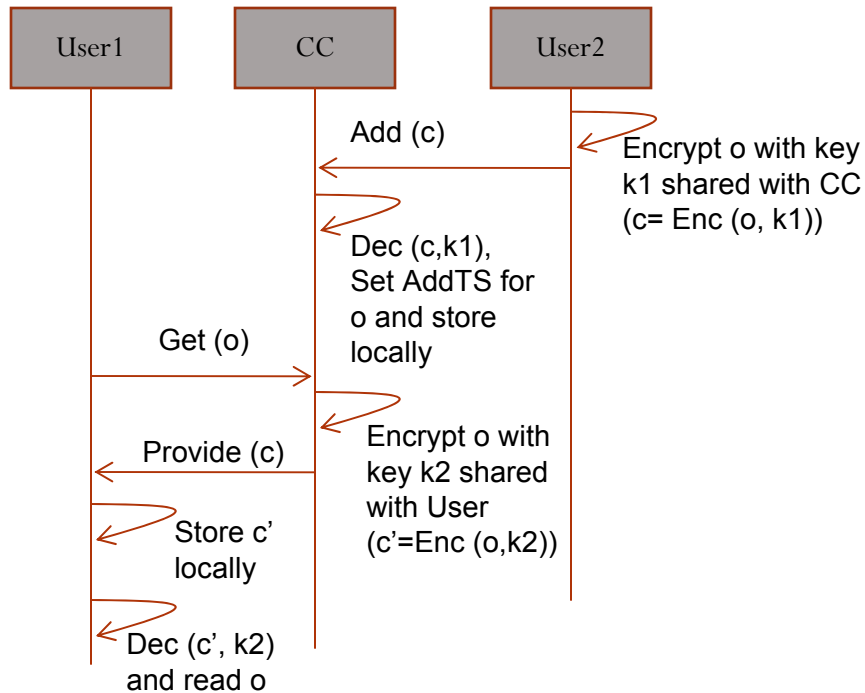 User1
CC
User2
Add (c)
Encrypt o with key
k1 shared with CC
(c= Enc (o, k1))
Dec (c,k1),
Set AddTS for
o and store
locally
Get (o)
Encrypt o with
key k2 shared
with User
(c’=Enc (o,k2))
Provide (c)
Store c’
locally
Dec (c’, k2)
and read o